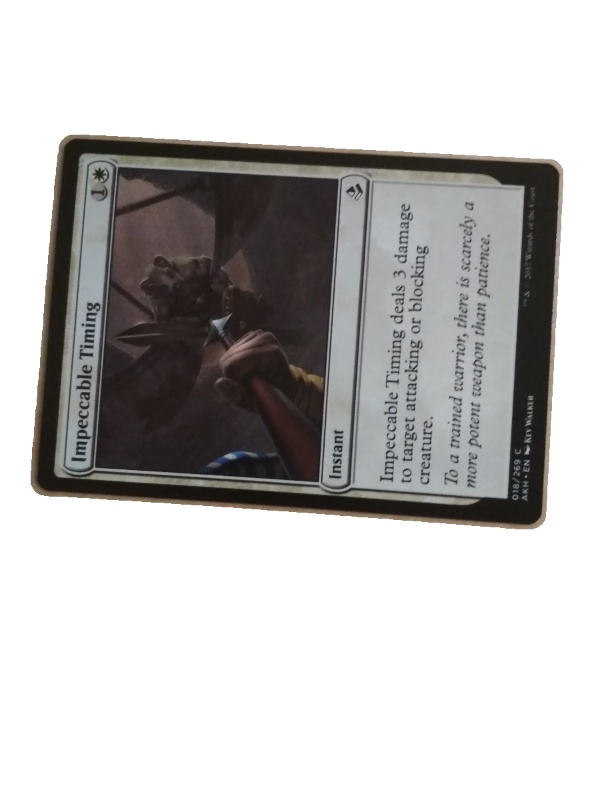 Impeccable Timing
1
Instant
Impeccable Timing deals 3 damage
to target attacking or blocking
creature.
To a trained warrior, there is scarcely a
more potent weapon than patience.
018/269 C
AKH • EN Kev Walker
™ & © 2017 Wizards of the Coast